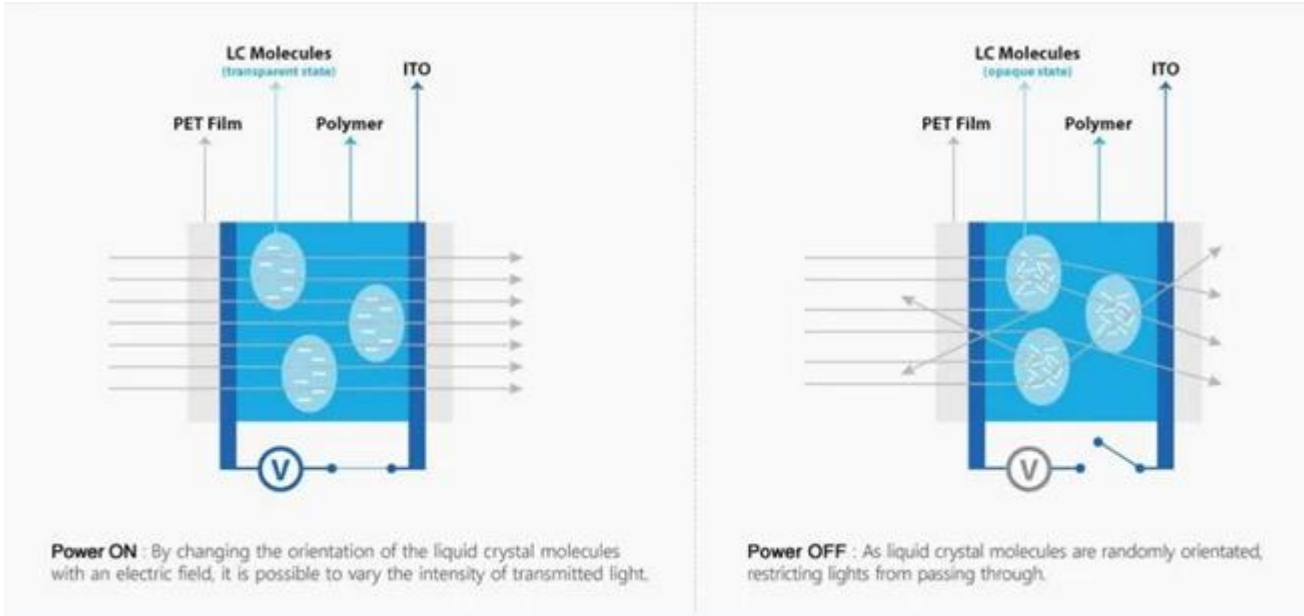 LC Molecules
(transparent state)
ITO
PET Film
Polymer
V
Power ON : By changing the orientation of the liquid crystal molecules
with an electric field, it is possible to vary the intensity of transmitted light.
LC Molecules
(opaque state)
ITO
PET Film
Polymer
V
Power OFF : As liquid crystal molecules are randomly orientated,
restricting lights from passing through.